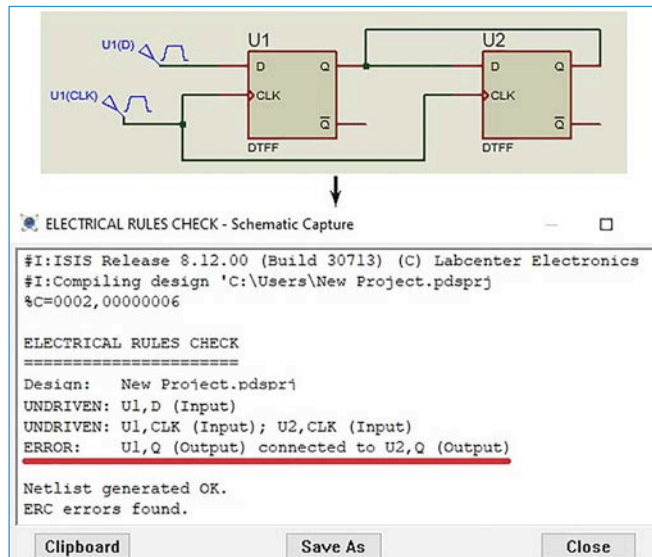 U1(D)
U1
U2
D
Q
D
Q
U1(CLK)
CLK
CLK
Q
Q
DTFF
DTFF
ELECTRICAL RULES CHECK - Schematic Capture
#I:ISIS Release 8.12.00 (Build 30713) (C) Labcenter Electronics
#I:Compiling design 'C:\Users\New Project.pdsprj
%C=0002,00000006
ELECTRICAL RULES CHECK
======================
Design: New Project.pdsprj
UNDRIVEN: U1,D (Input)
UNDRIVEN: U1,CLK (Input); U2,CLK (Input)
ERROR: U1,Q (Output) connected to U2,Q (Output)
Netlist generated OK.
ERC errors found.
Clipboard
Save As
Close